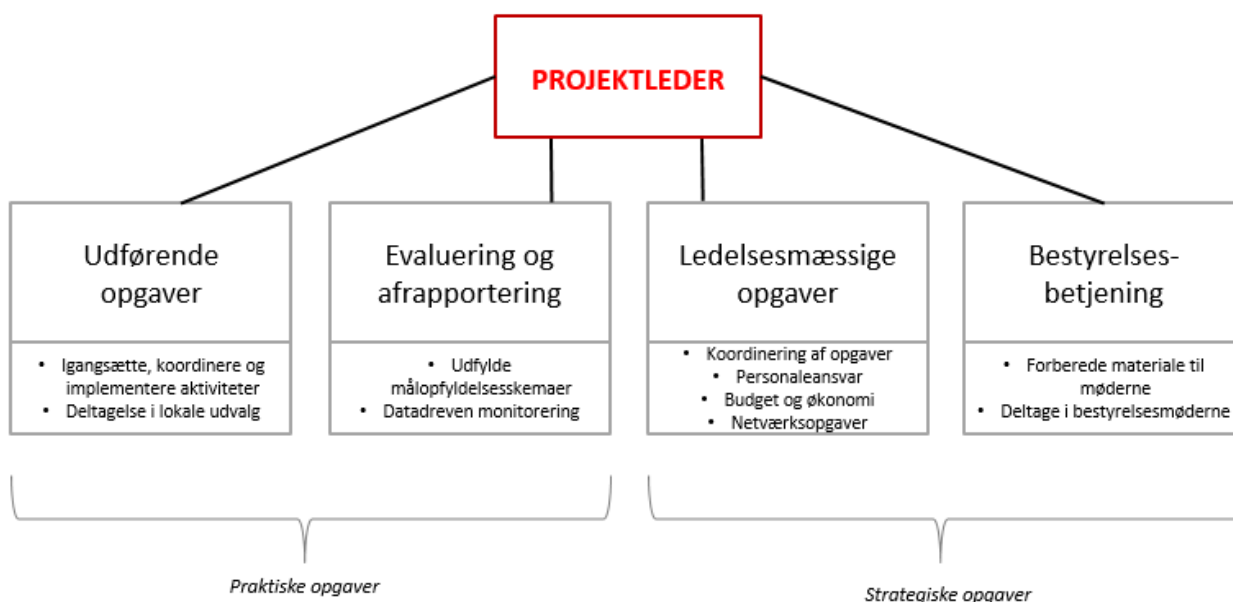 PROJEKTLEDER
Udførende
opgaver
• Igangsætte, koordinere og
implementere aktiviteter
• Deltagelse i lokale udvalg
Evaluering og
afrapportering
• Udfylde
målopfyldelsesskemaer
• Datadreven monitorering
Ledelsesmæssige
opgaver
• Koordinering af opgaver
• Personaleansvar
• Budget og økonomi
• Netværksopgaver
Bestyrelses-
betjening
• Forberede materiale til
møderne
• Deltage i bestyrelsesmøderne
Praktiske opgaver
Strategiske opgaver